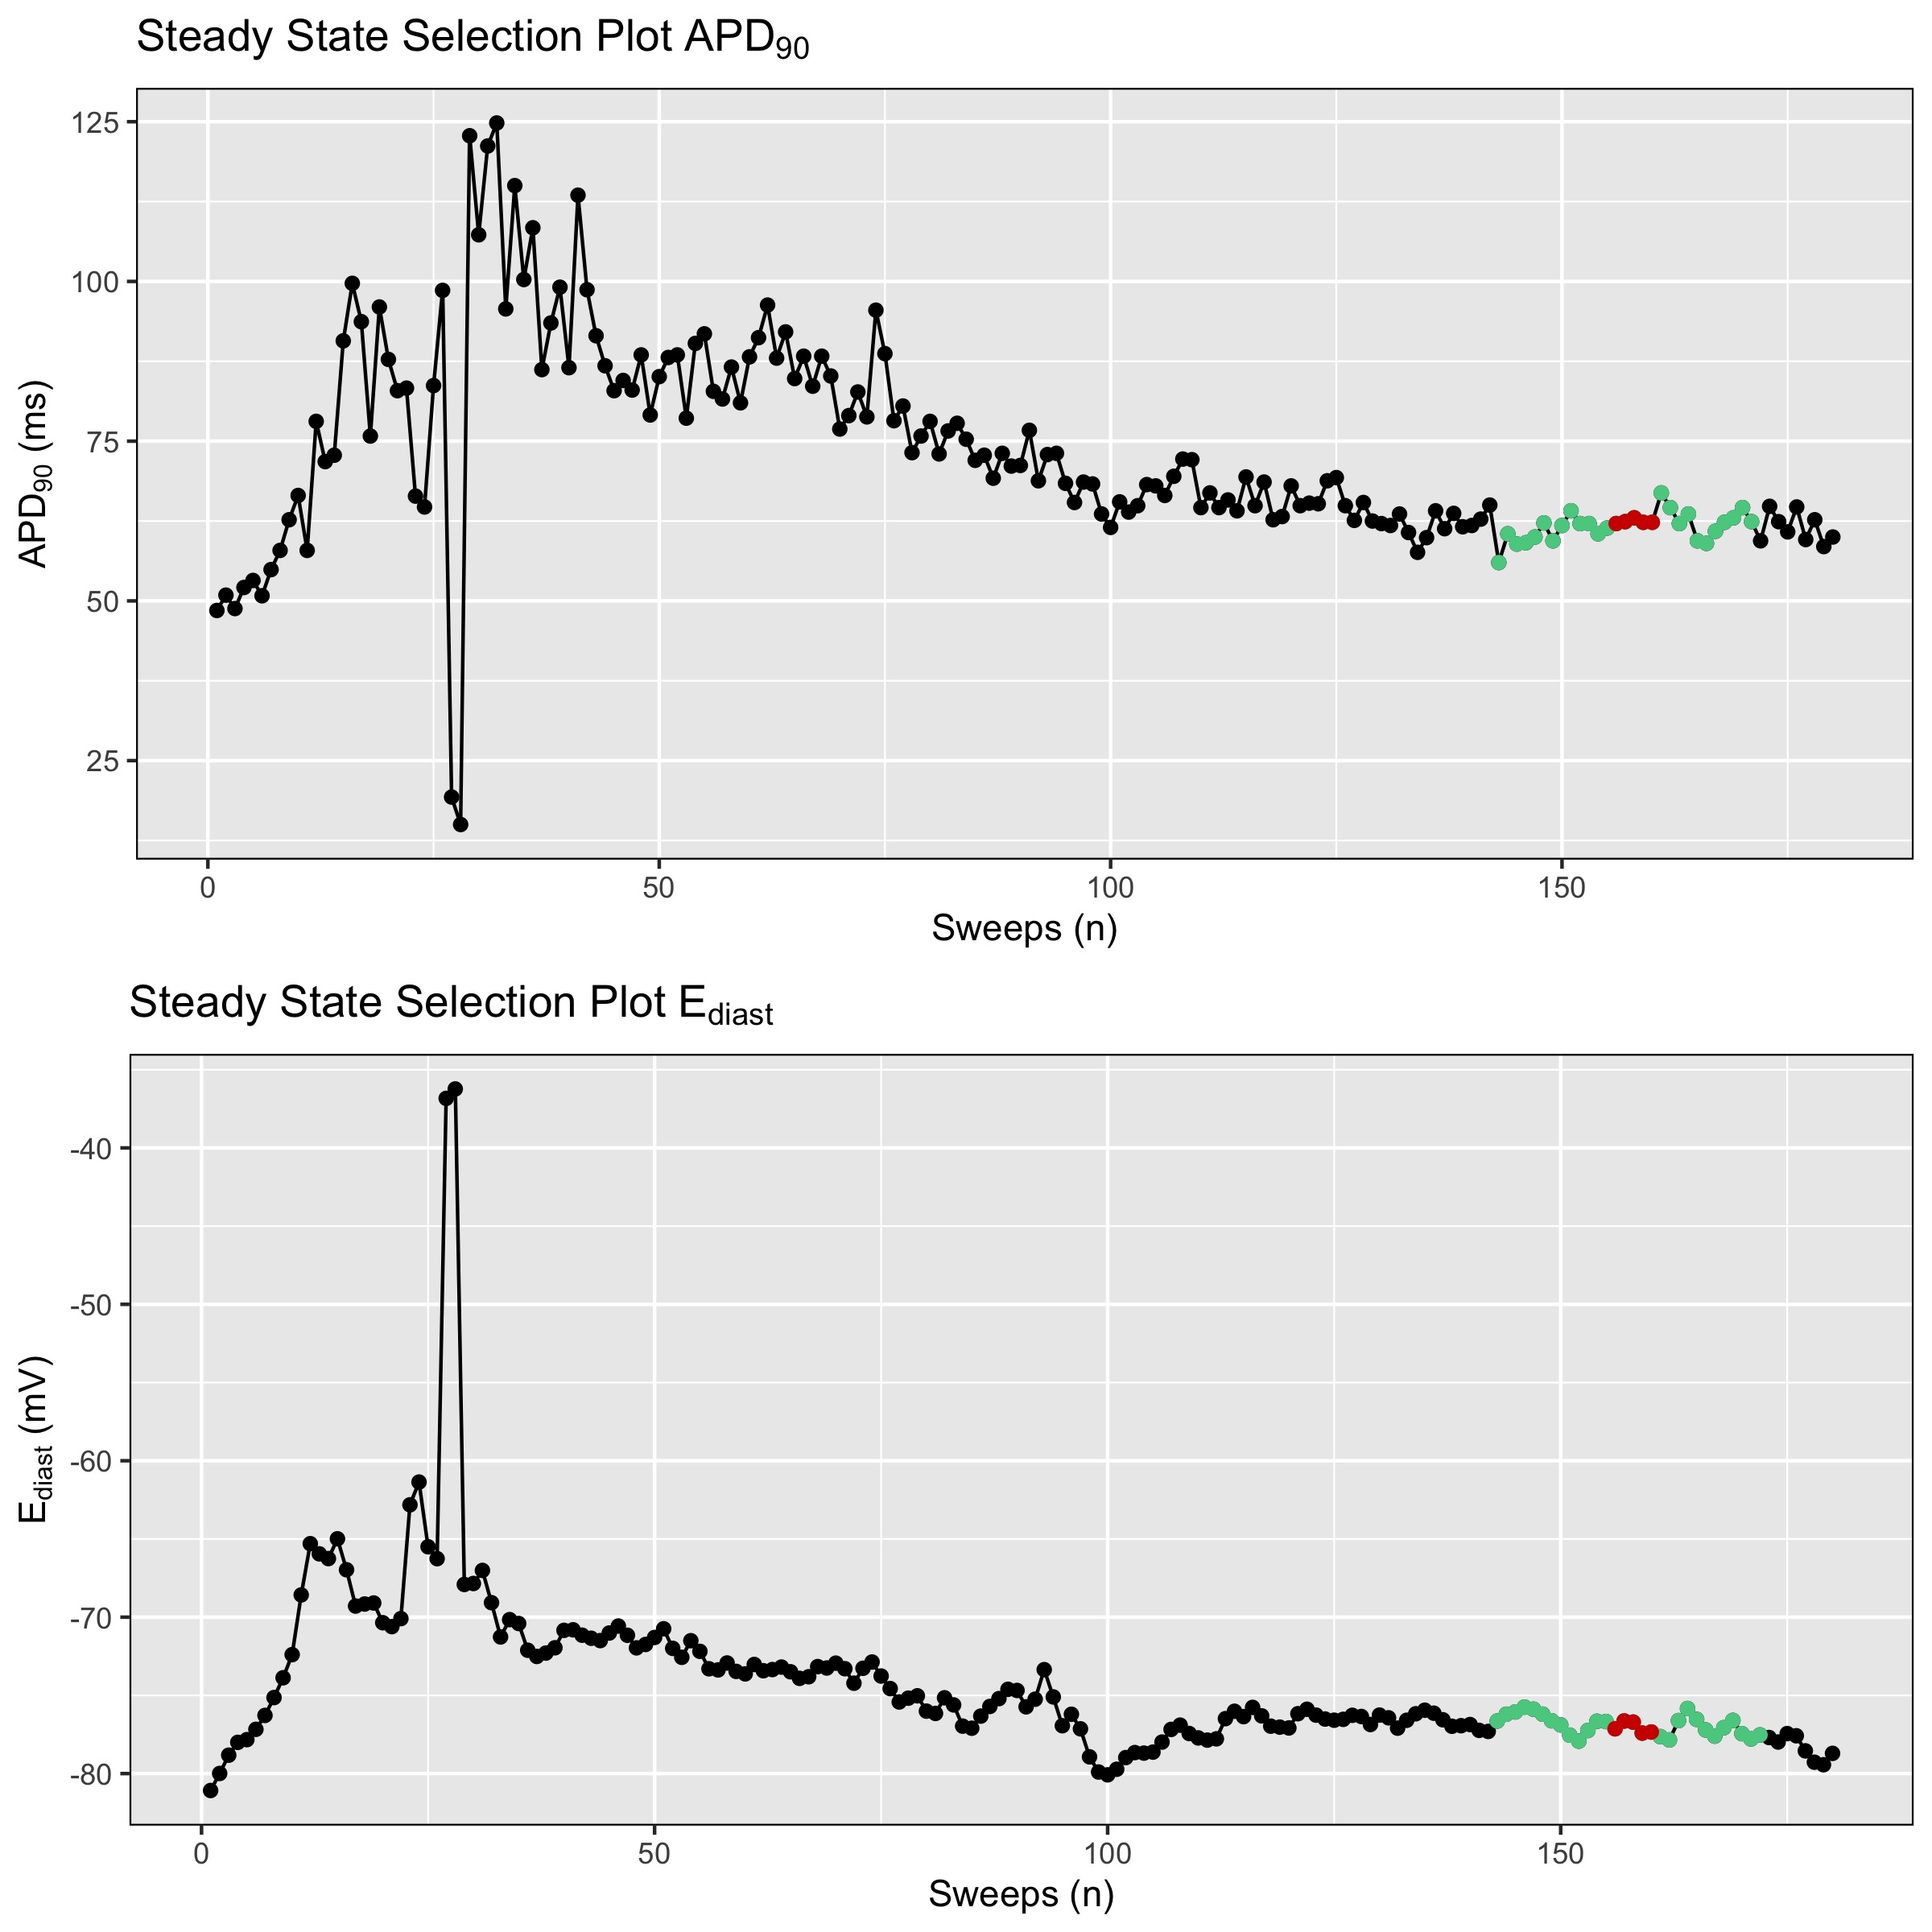 Steady State Selection Plot APD90
APD90 (ms)
125
100
75
50
25
0 50 100 150
Sweeps (n)
Steady State Selection Plot Ediast
Ediast (mV)
-40
-50
-60
-70
-80
0 50 100 150
Sweeps (n)